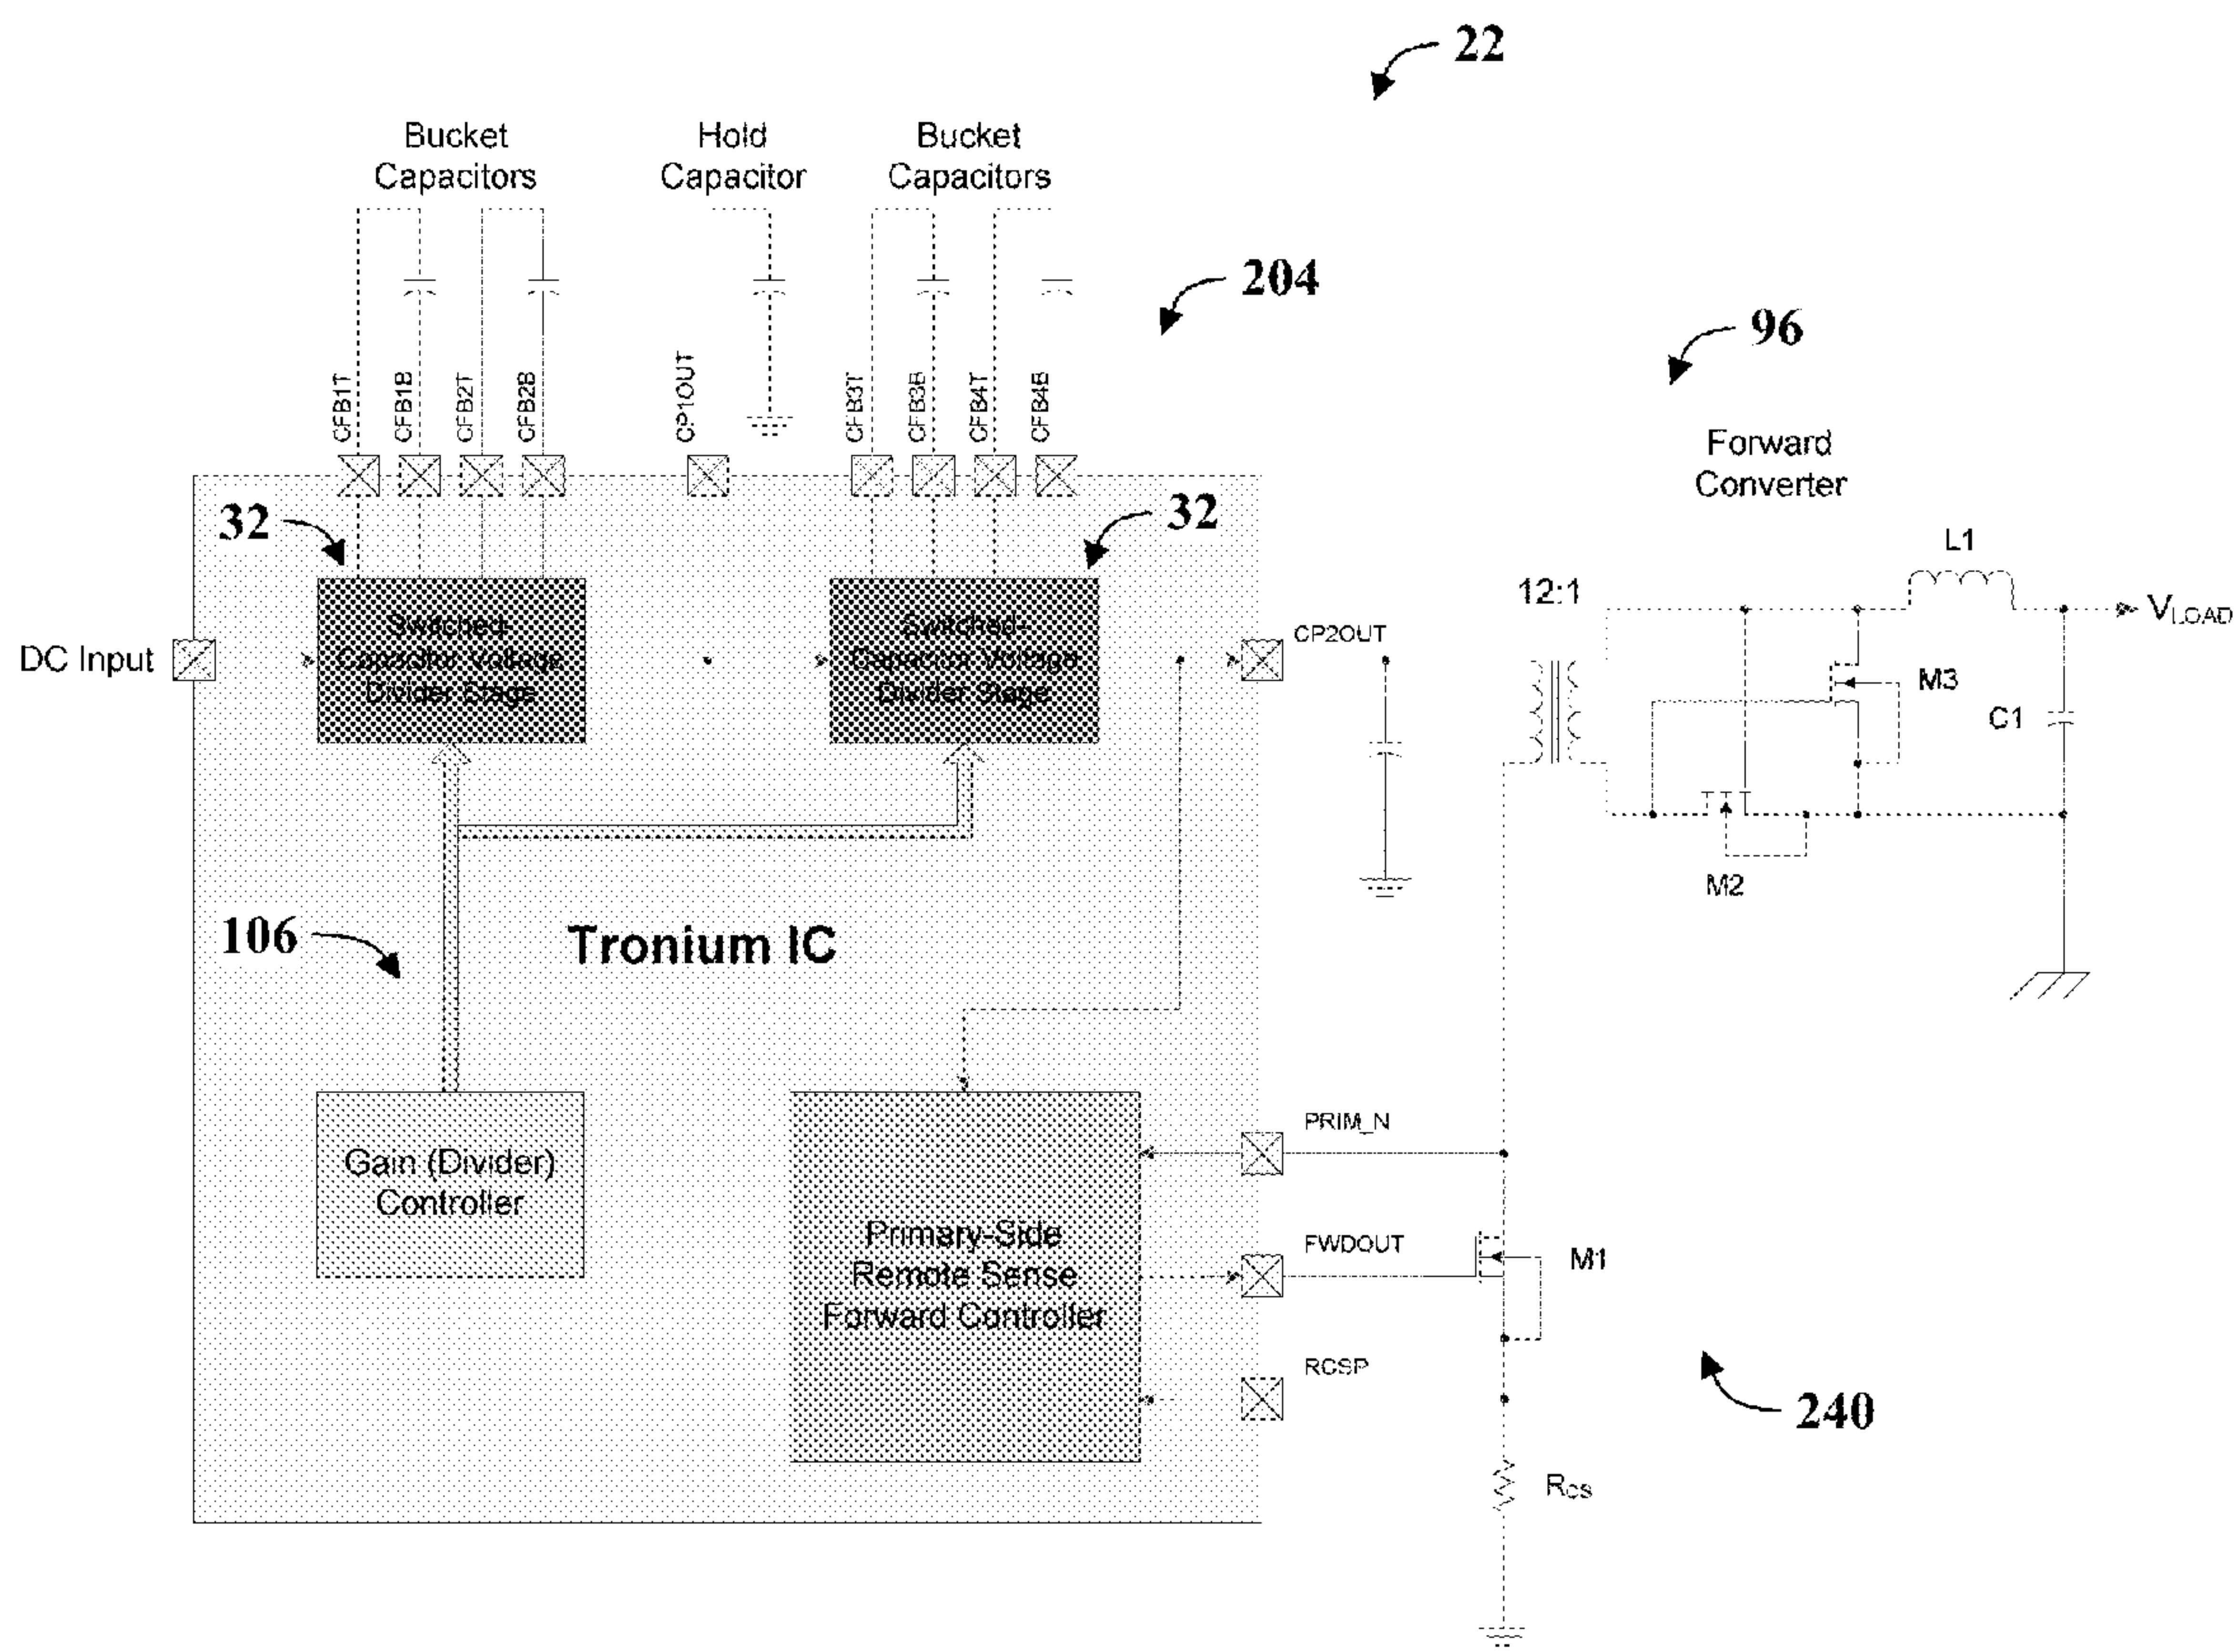 22
Bucket
Capacitors
Hold
Capacitor
Bucket
Capacitors
204
96
CFB1T
CFB1B
CFB2T
CFB2B
CP1OUT
CFB3T
CFB3B
CFB4T
CFB4B
Forward
Converter
32
32
L1
12:1
Switched-
Capacitor Voltage
Divider Stage
Switched-
Capacitor Voltage
Divider Stage
CP2OUT
VLOAD
DC Input
M3
C1
M2
106
Tronium IC
PRIM_N
Gain (Divider)
Controller
Primary-Side
Remote Sense
Forward Controller
FWDOUT
M1
RCSP
240
RCS